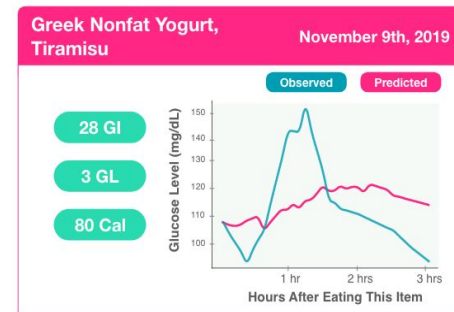 Greek Nonfat Yogurt,
Tiramisu
November 9th, 2019
Observed
Predicted
28 GI
3 GL
80 Cal
Glucose Level (mg/dL)
150
140
130
120
110
100
1 hr
2 hrs
3 hrs
Hours After Eating This Item